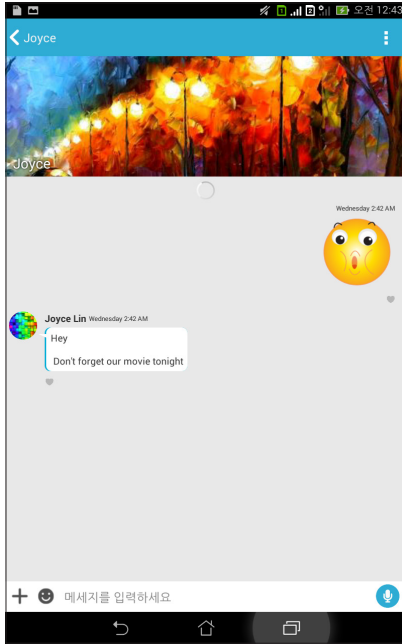 오전 12:43
Joyce
Joyce
Wednesday 2:42 AM
Joyce Lin Wednesday 2:42 AM
Hey
Don't forget our movie tonight
메세지를 입력하세요